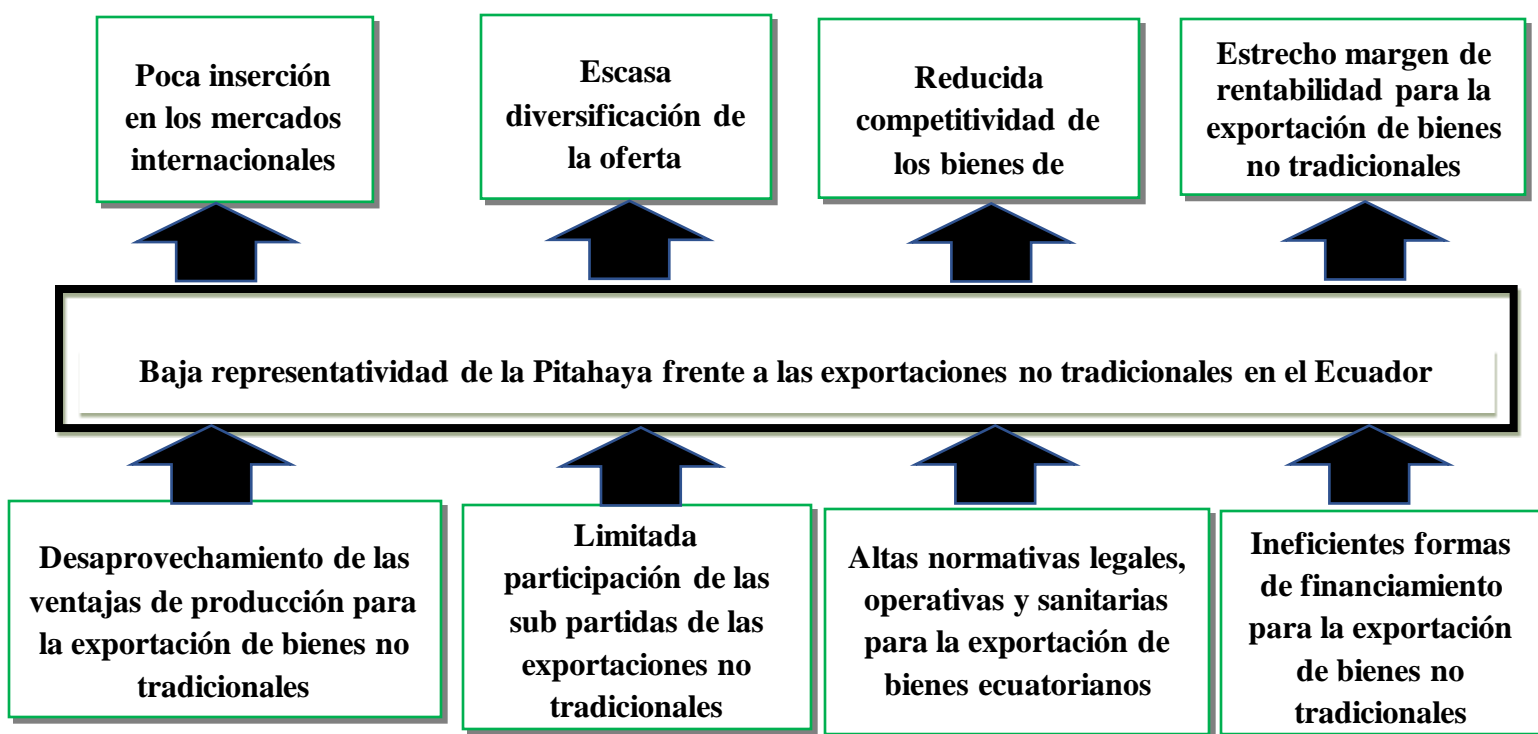 Poca inserción
en los mercados
internacionales
Escasa
diversificación de
la oferta
Reducida
competitividad de
los bienes de
Estrecho margen de
rentabilidad para la
exportación de bienes
no tradicionales
Baja representatividad de la Pitahaya frente a las exportaciones no tradicionales en el Ecuador
Desaprovechamiento de las
ventajas de producción para
la exportación de bienes no
tradicionales
Limitada
participación de las
sub partidas de las
exportaciones no
tradicionales
Altas normativas legales,
operativas y sanitarias
para la exportación de
bienes ecuatorianos
Ineficientes formas
de financiamiento
para la exportación
de bienes no
tradicionales